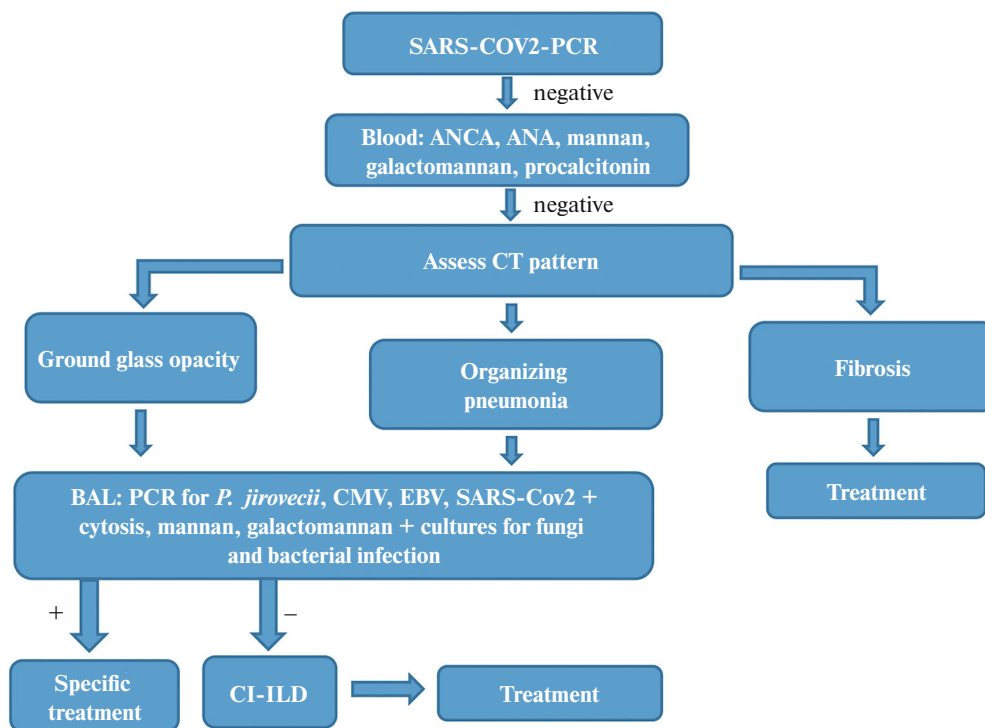 SARS-COV2-PCR
negative
Blood: ANCA, ANA, mannan,
galactomannan, procalcitonin
negative
Assess CT pattern
Ground glass opacity
Organizing
pneumonia
Fibrosis
BAL: PCR for P. jirovecii, CMV, EBV, SARS-Cov2 +
cytosis, mannan, galactomannan + cultures for fungi
and bacterial infection
Treatment
+
–
Specific
treatment
CI-ILD
Treatment